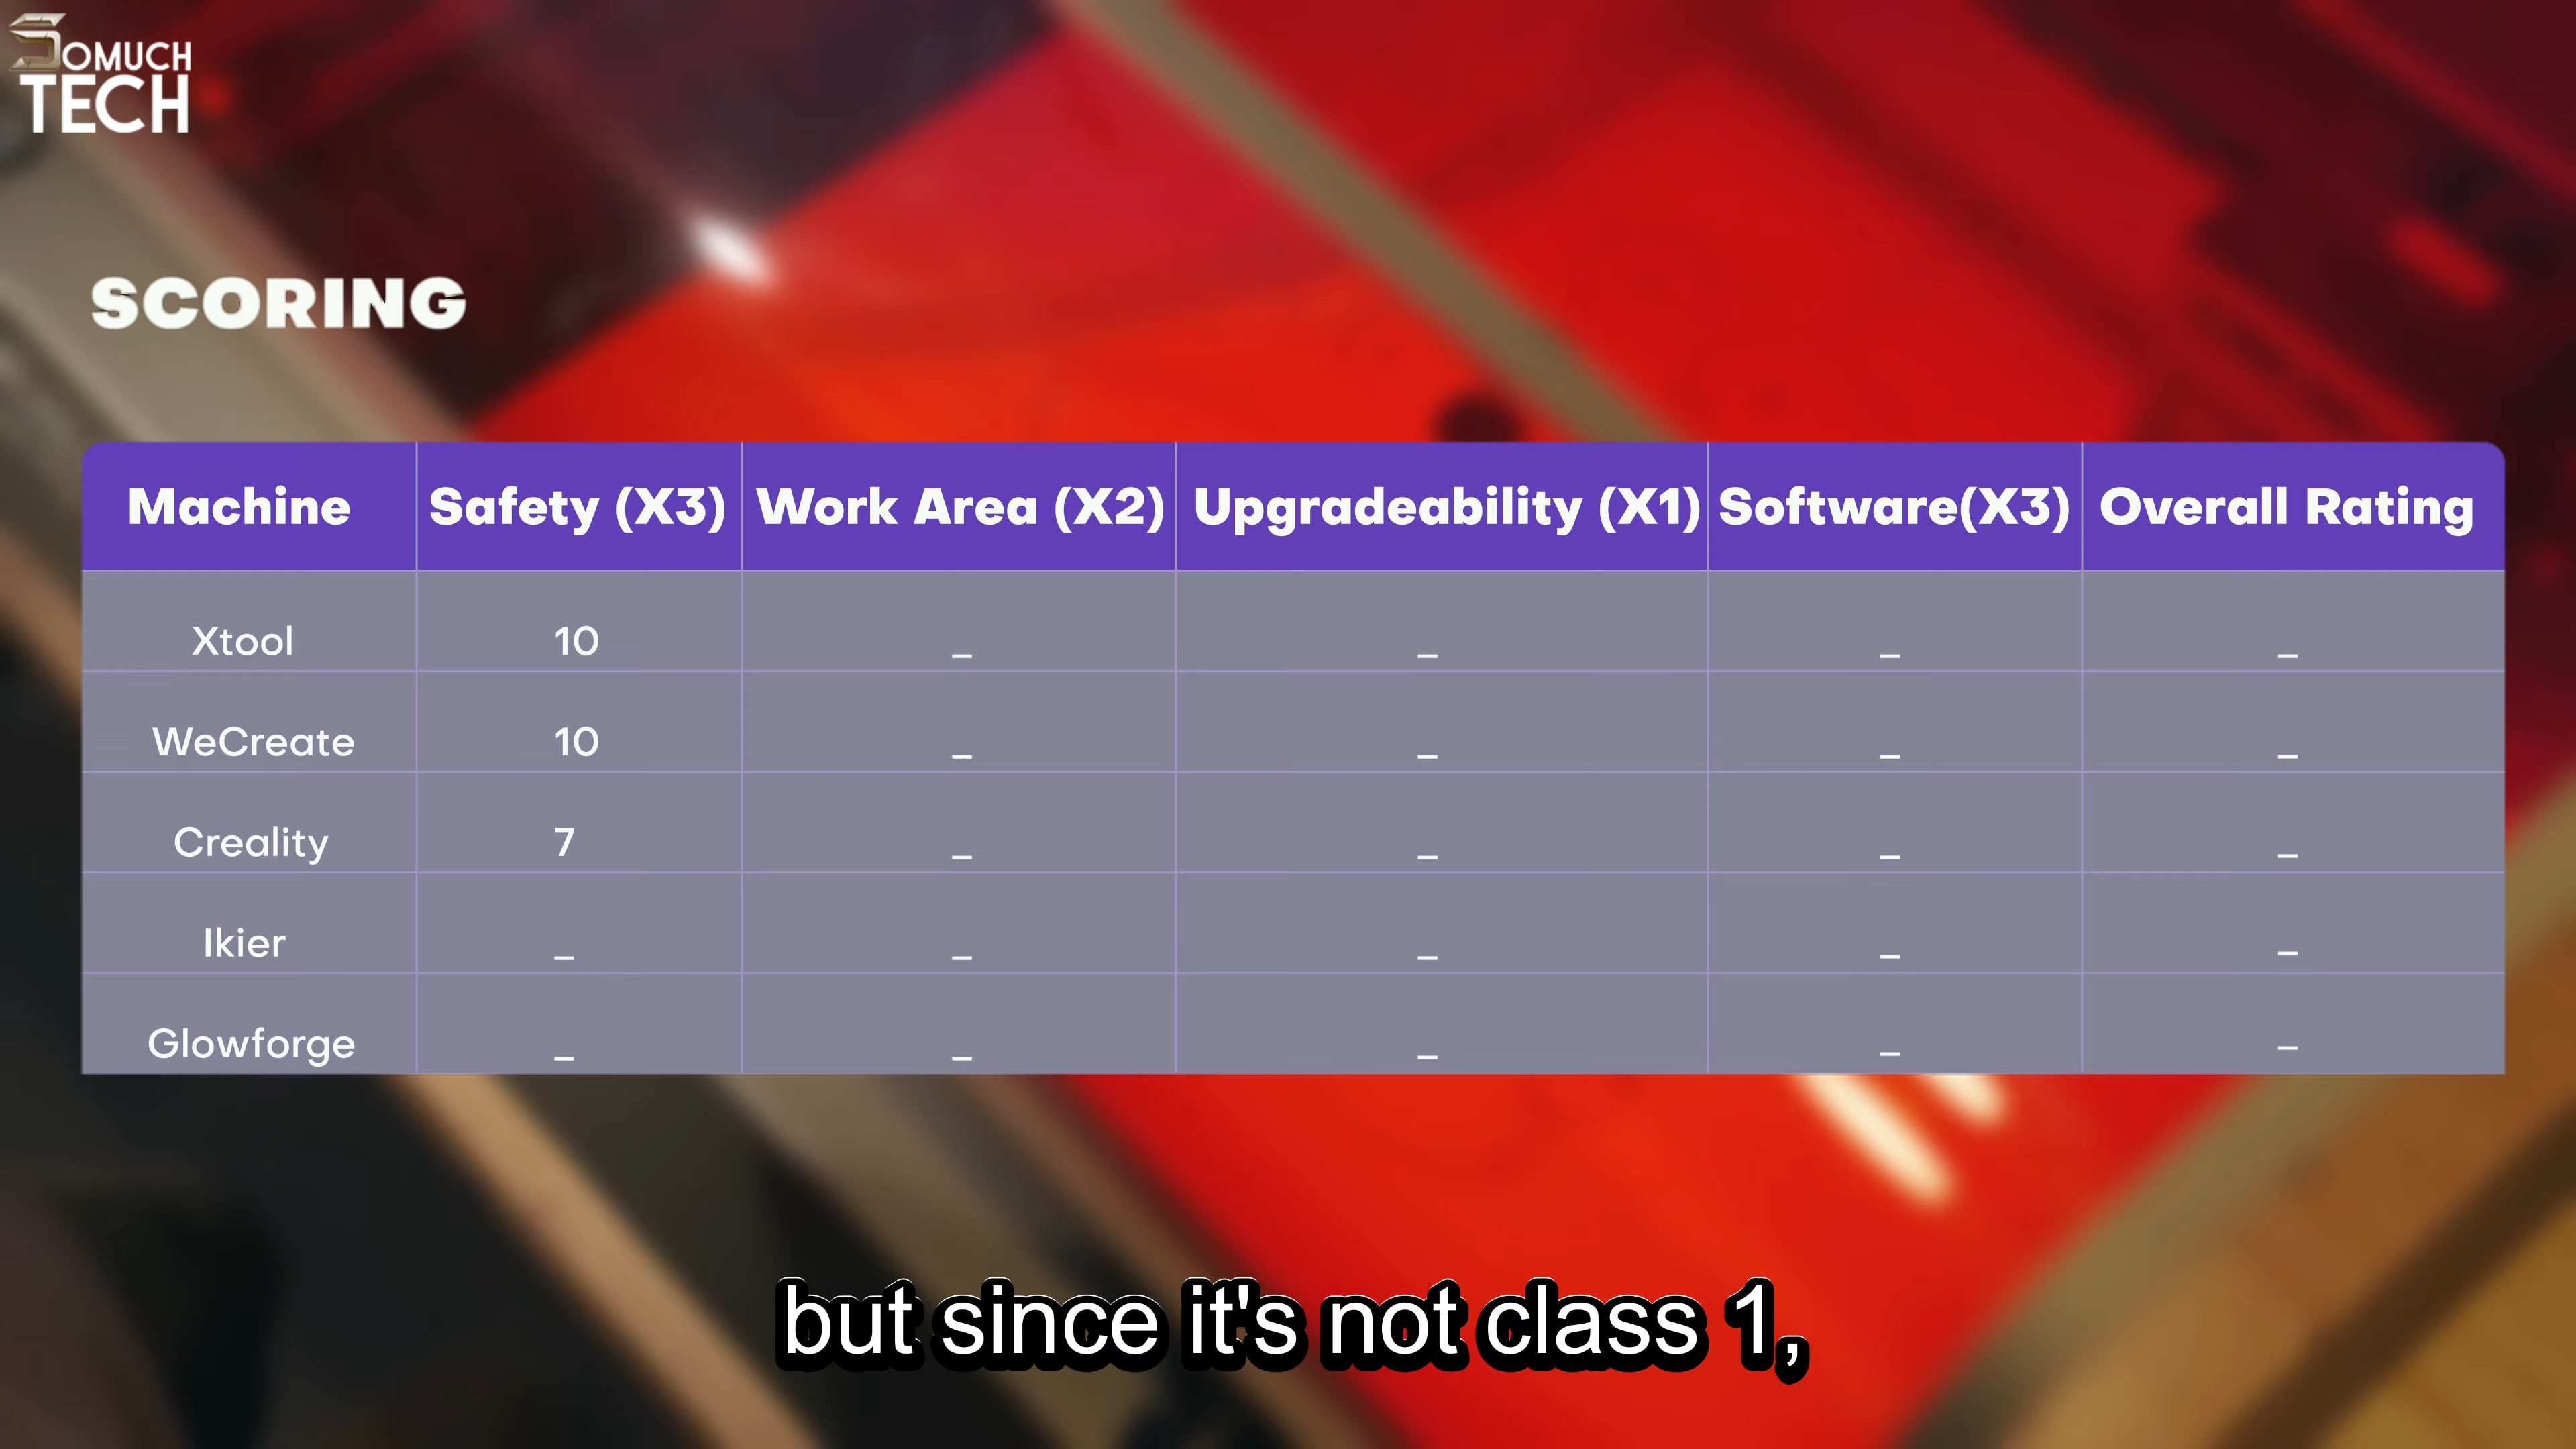 SOMUCH
TECH
SCORING
Machine Safety (X3) Work Area (X2) Upgradeability (X1) Software(X3) Overall Rating
Xtool 10 _ _ _ _
WeCreate 10 _ _ _ _
Creality 7 _ _ _ _
Ikier _ _ _ _ _
Glowforge _ _ _ _ _
but since it's not class 1,